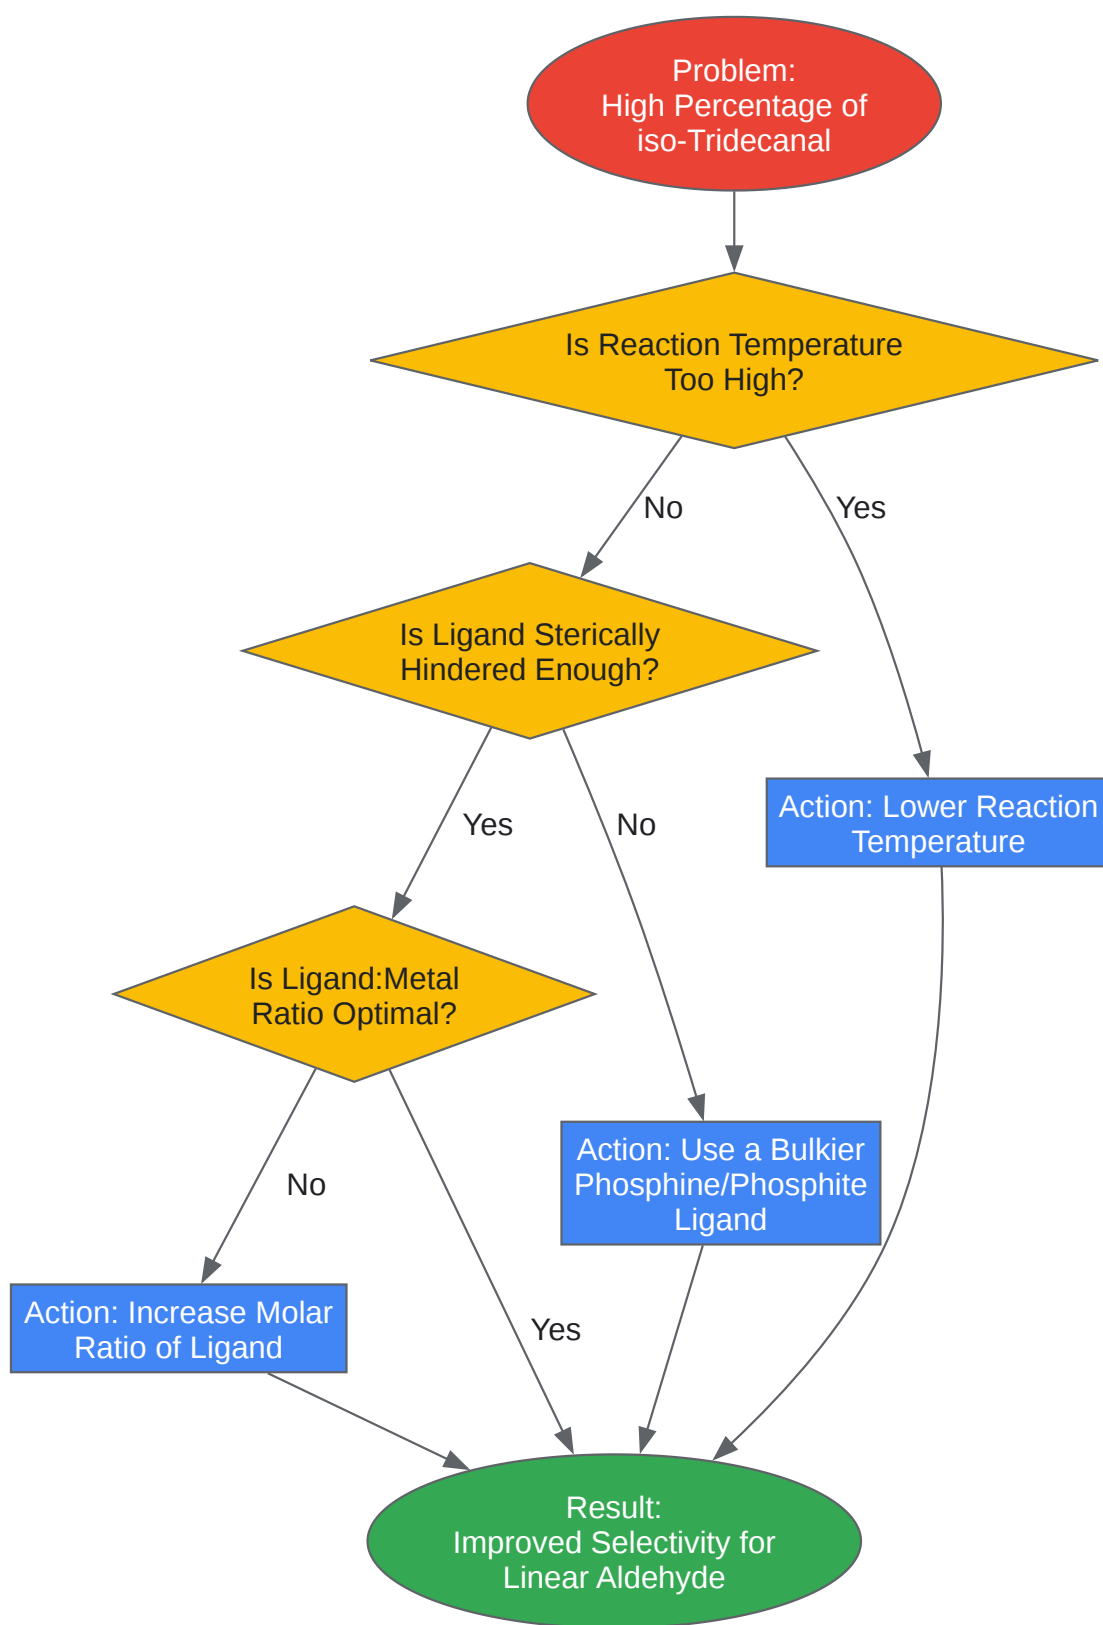 Problem:
High Percentage of
iso-Tridecanal
Is Reaction Temperature
Too High?
No
Yes
Is Ligand Sterically
Hindered Enough?
Yes
No
Action: Lower Reaction
Temperature
Is Ligand:Metal
Ratio Optimal?
No
Action: Use a Bulkier
Phosphine/Phosphite
Ligand
Action: Increase Molar
Ratio of Ligand
Yes
Result:
Improved Selectivity for
Linear Aldehyde